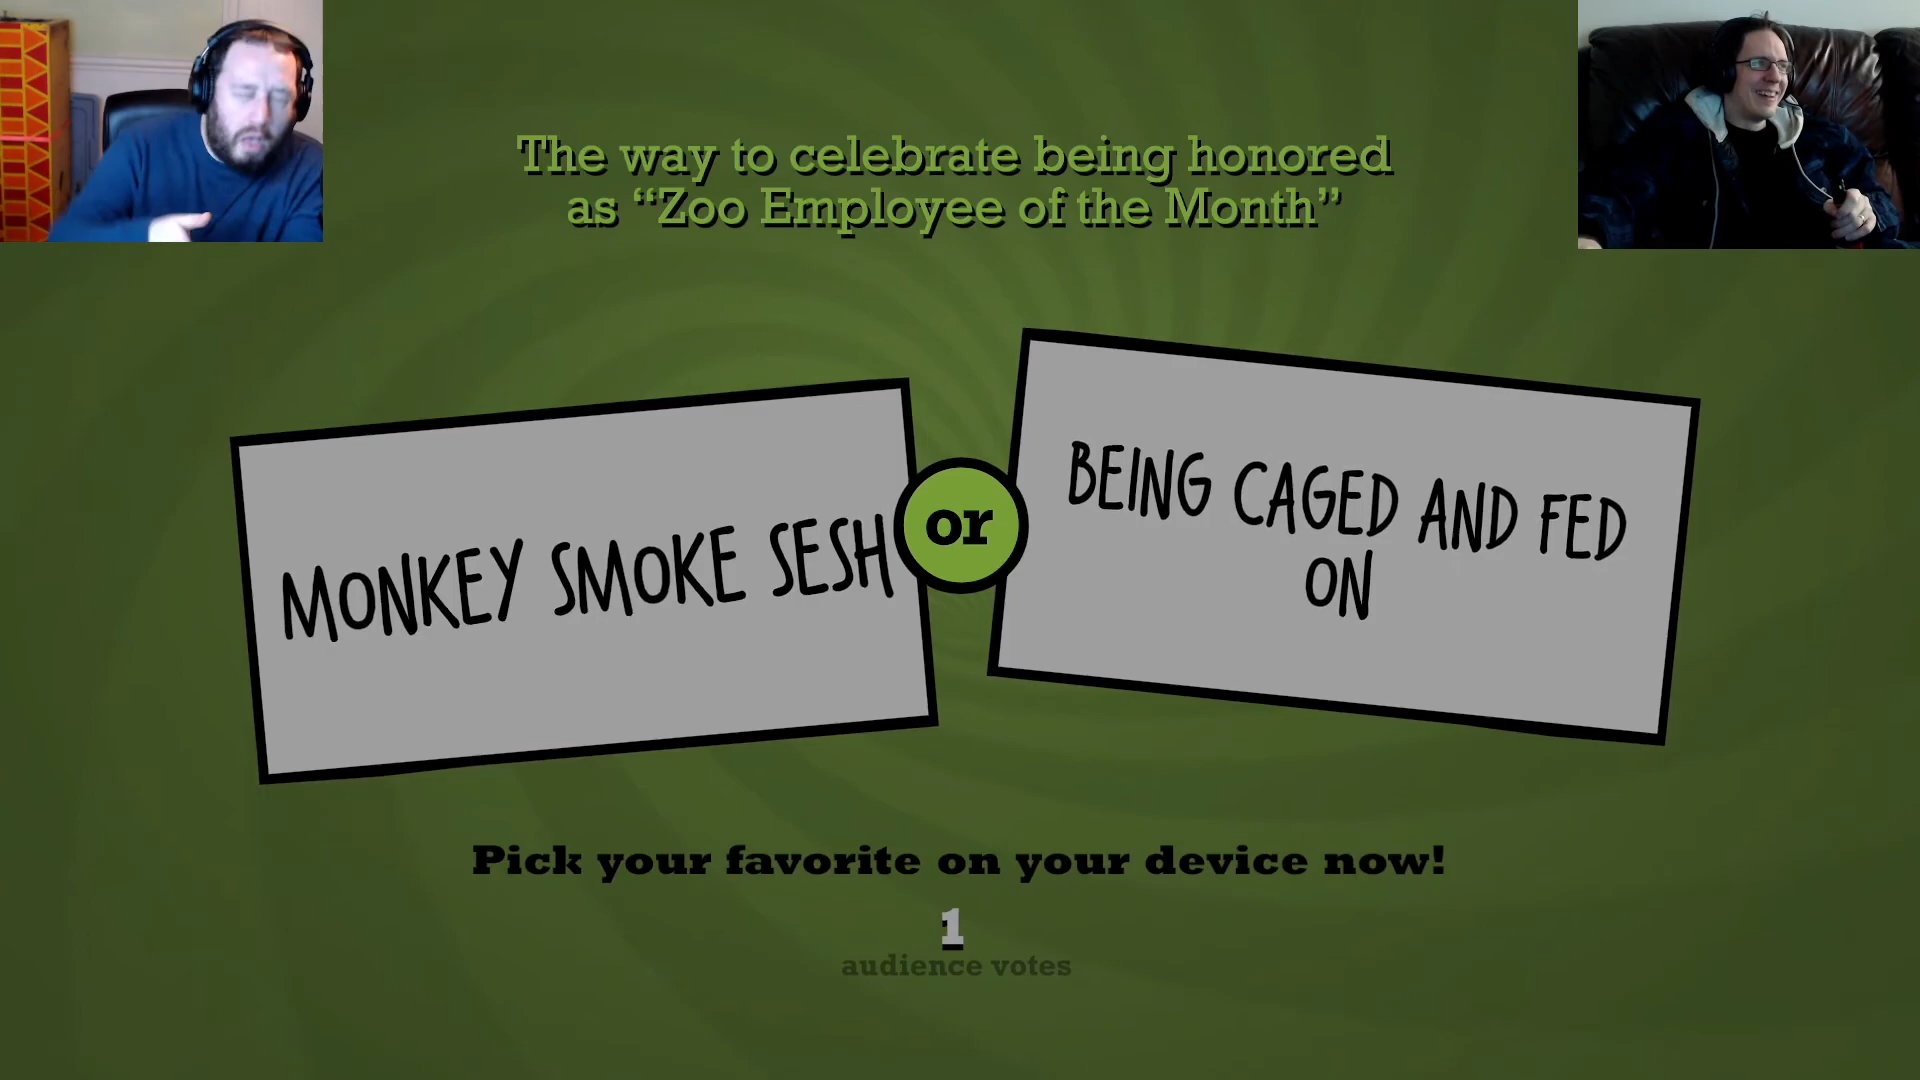 The way to celebrate being honored
as “Zoo Employee of the Month”
MONKEY SMOKE SESH
or
BEING CAGED AND FED
ON
Pick your favorite on your device now!
1
audience votes